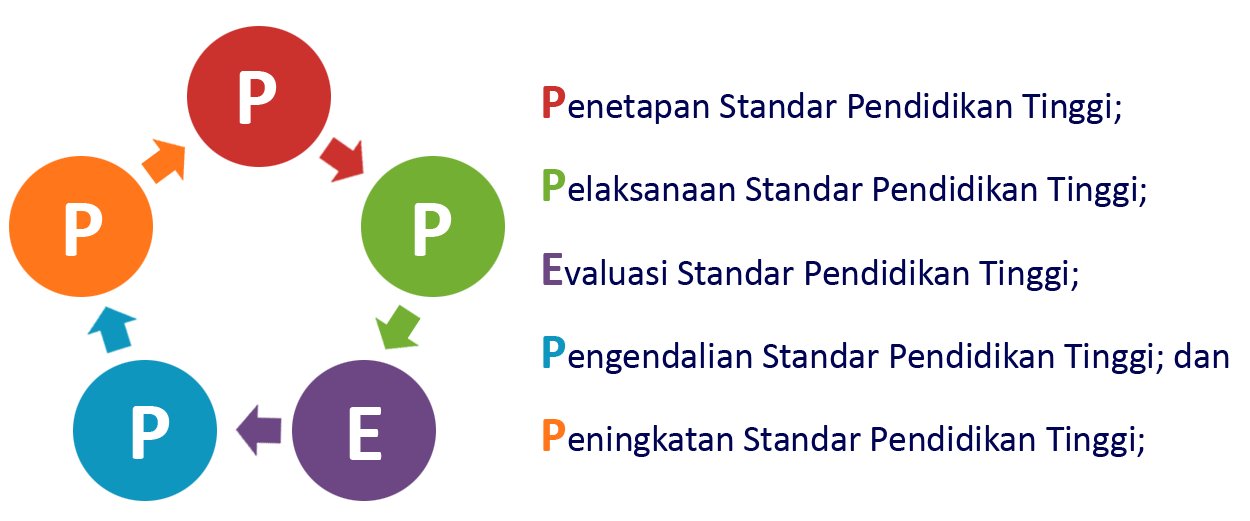 P
P
E
P
P
Penetapan Standar Pendidikan Tinggi;
Pelaksanaan Standar Pendidikan Tinggi;
Evaluasi Standar Pendidikan Tinggi;
Pengendalian Standar Pendidikan Tinggi; dan
Peningkatan Standar Pendidikan Tinggi;